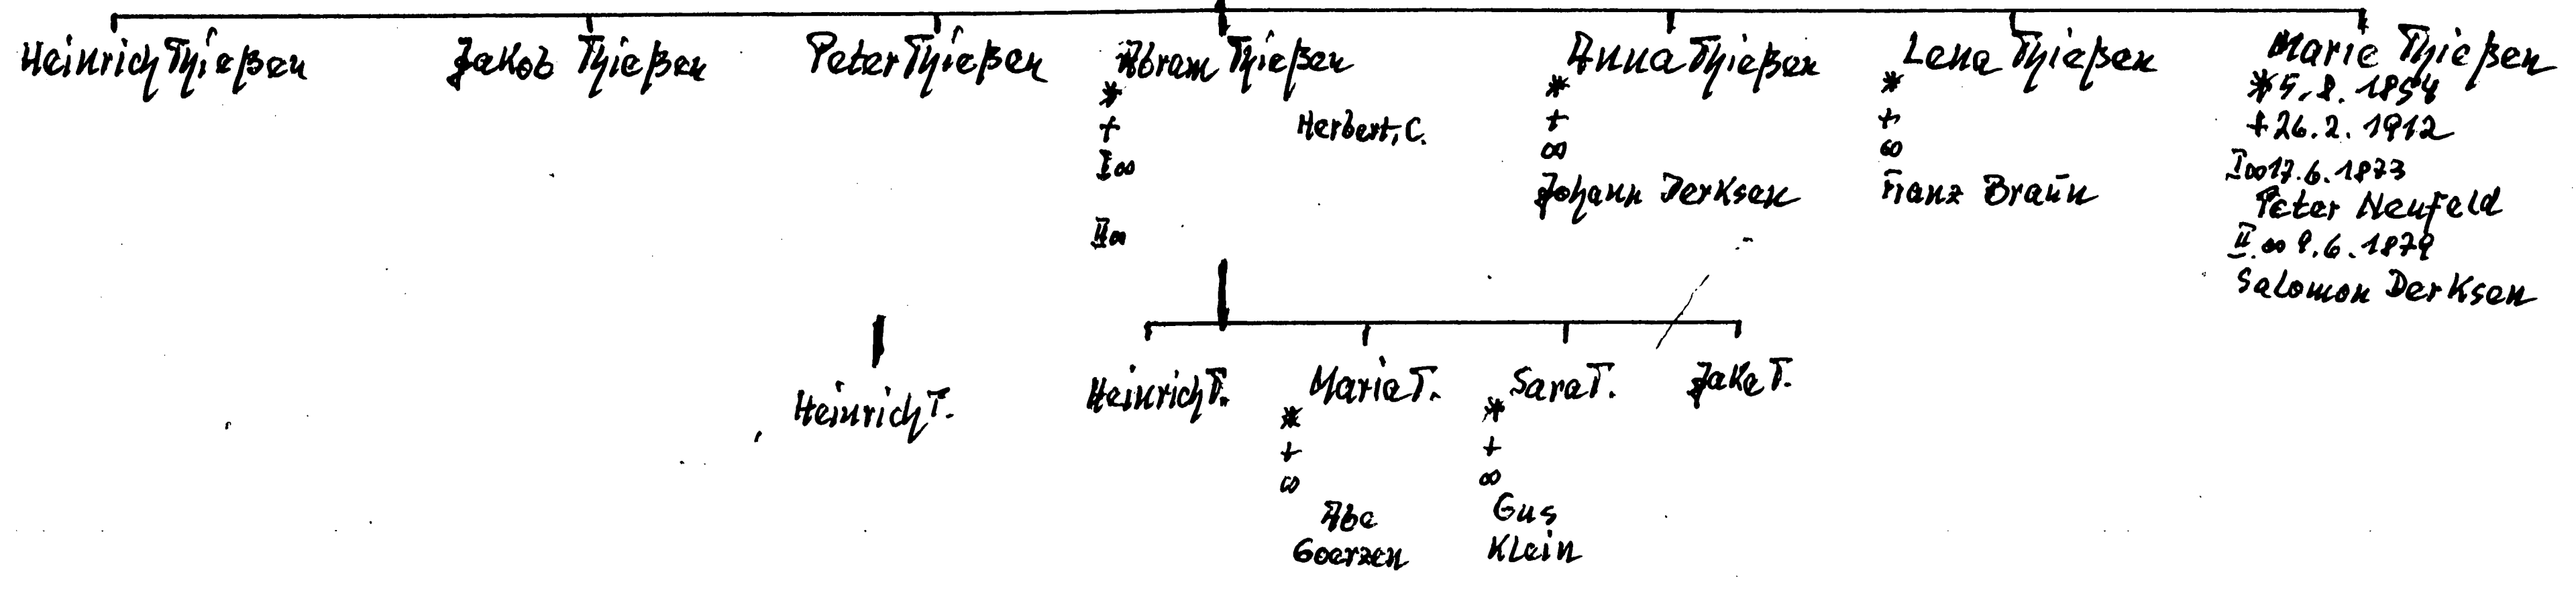 Heinrich Thießen Jakob Thießen Peter Thießen Abram Thießen Anna Thießen Lena Thießen Marie Thießen
* * * *5.8.1854
+ Herbert, C. + + +26.2.1912
I∞ ∞ ∞ I∞17.6.1873
Johann Derksen Franz Braun Peter Neufeld
II∞ II.∞ 9.6.1879
Salomon Derksen
Heinrich T. Heinrich T. Marie T. Sara T. Jake T.
* *
+ +
∞ ∞
Abe Gus
Goerzen Klein